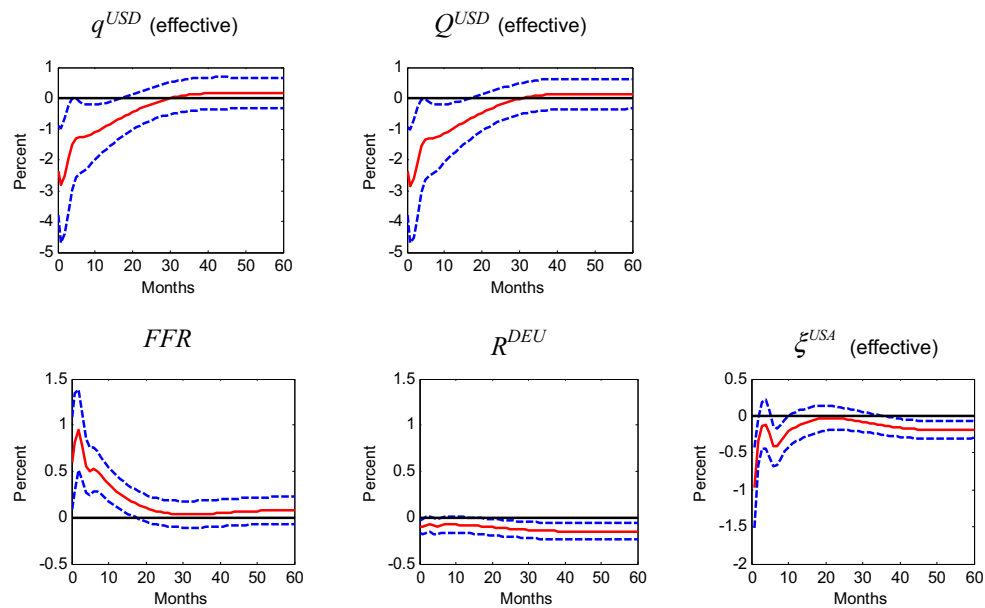 q^{USD} (effective)
Q^{USD} (effective)
1
0
-1
-2
-3
-4
-5
Percent
0 10 20 30 40 50 60
Months
1
0
-1
-2
-3
-4
-5
Percent
0 10 20 30 40 50 60
Months
FFR
R^{DEU}
ξ^{USA} (effective)
1.5
1
0.5
0
-0.5
Percent
0 10 20 30 40 50 60
Months
1.5
1
0.5
0
-0.5
Percent
0 10 20 30 40 50 60
Months
0.5
0
-0.5
-1
-1.5
-2
Percent
0 10 20 30 40 50 60
Months